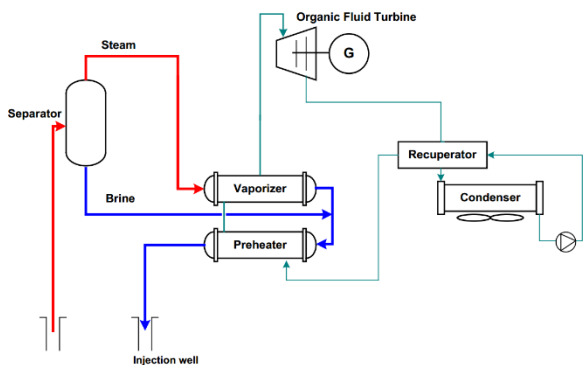 Organic Fluid Turbine
Steam
G
Separator
Recuperator
Vaporizer
Condenser
Brine
Preheater
Injection well